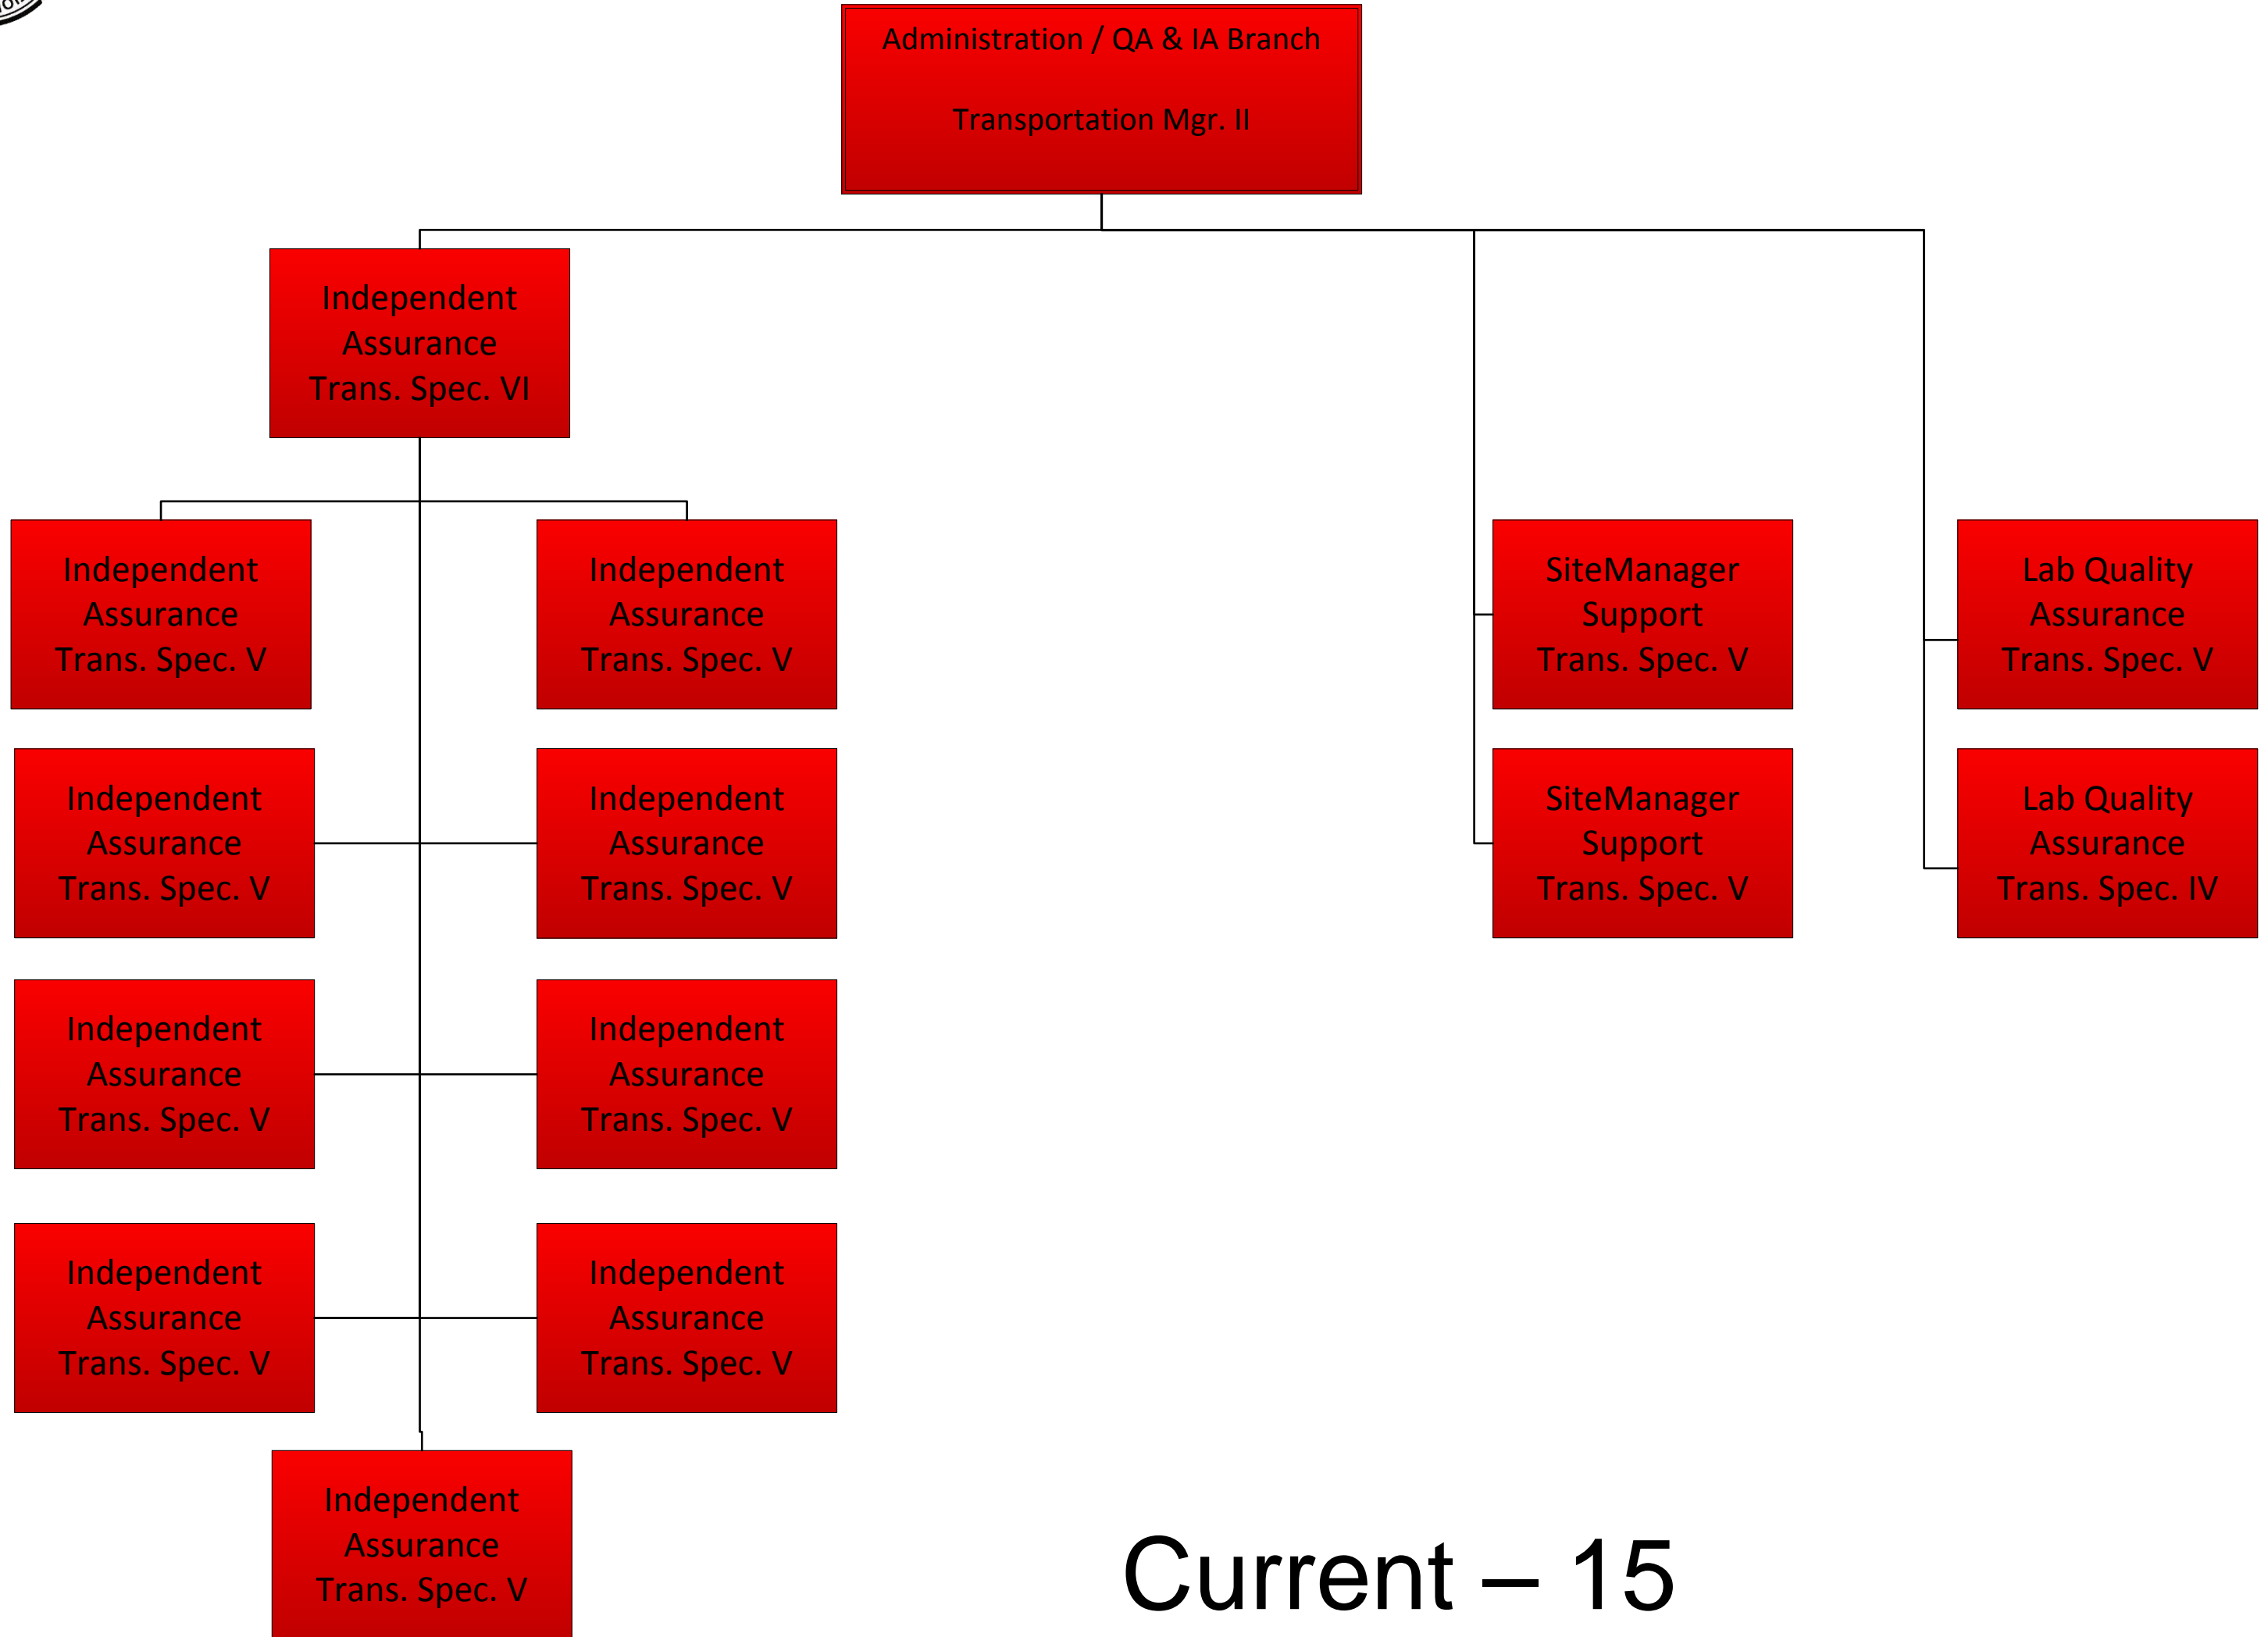 Administration / QA & IA Branch
Transportation Mgr. II
Independent
Assurance
Trans. Spec. VI
Independent
Assurance
Trans. Spec. V
Independent
Assurance
Trans. Spec. V
SiteManager
Support
Trans. Spec. V
Lab Quality
Assurance
Trans. Spec. V
Independent
Assurance
Trans. Spec. V
Independent
Assurance
Trans. Spec. V
SiteManager
Support
Trans. Spec. V
Lab Quality
Assurance
Trans. Spec. IV
Independent
Assurance
Trans. Spec. V
Independent
Assurance
Trans. Spec. V
Independent
Assurance
Trans. Spec. V
Independent
Assurance
Trans. Spec. V
Independent
Assurance
Trans. Spec. V
Current – 15